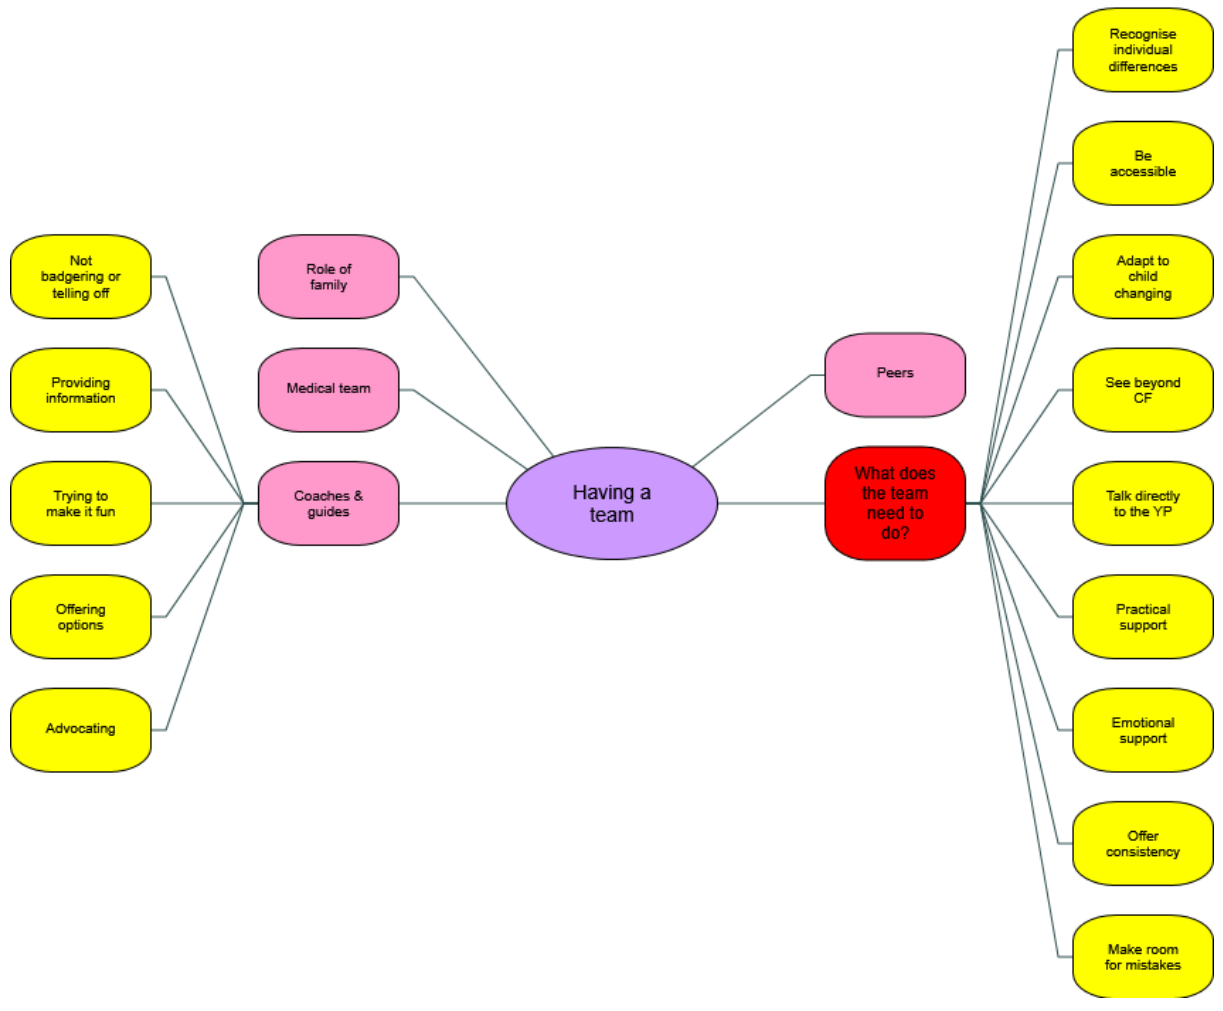 Not
badgering or
telling off
Providing
information
Trying to
make it fun
Offering
options
Advocating
Role of
family
Medical team
Coaches &
guides
Having a
team
Peers
What does
the team
need to
do?
Recognise
individual
differences
Be
accessible
Adapt to
child
changing
See beyond
CF
Talk directly
to the YP
Practical
support
Emotional
support
Offer
consistency
Make room
for mistakes